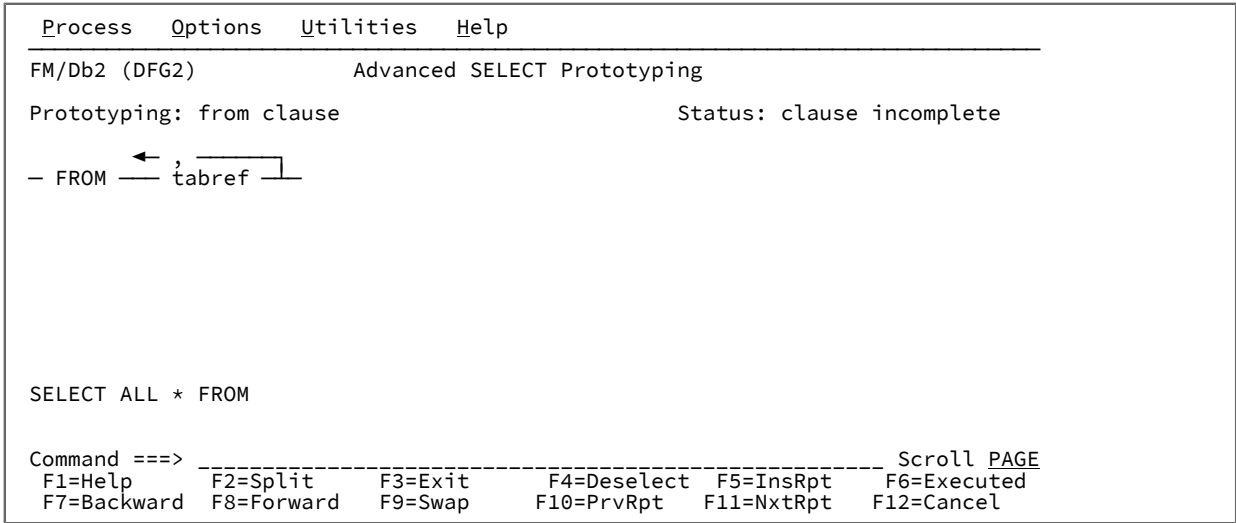 Process Options Utilities Help
FM/Db2 (DFG2) Advanced SELECT Prototyping
Prototyping: from clause Status: clause incomplete
,
FROM tabref
SELECT ALL * FROM
Command ===> ____________________________________________________ Scroll PAGE
F1=Help F2=Split F3=Exit F4=Deselect F5=InsRpt F6=Executed
F7=Backward F8=Forward F9=Swap F10=PrvRpt F11=NxtRpt F12=Cancel